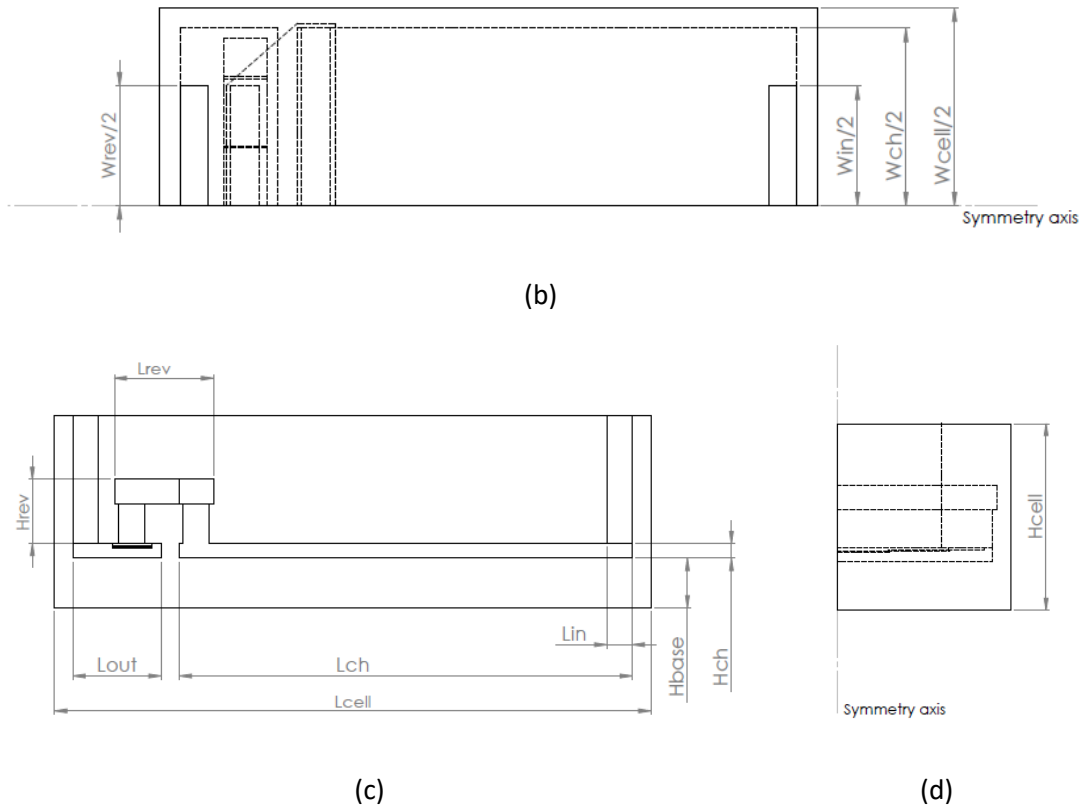 Wrev/2
Win/2
Wch/2
Wcell/2
Symmetry axis
(b)
Lrev
Hrev
Hcell
Lin
Hbase
Hch
Lout
Lch
Lcell
Symmetry axis
(c)
(d)